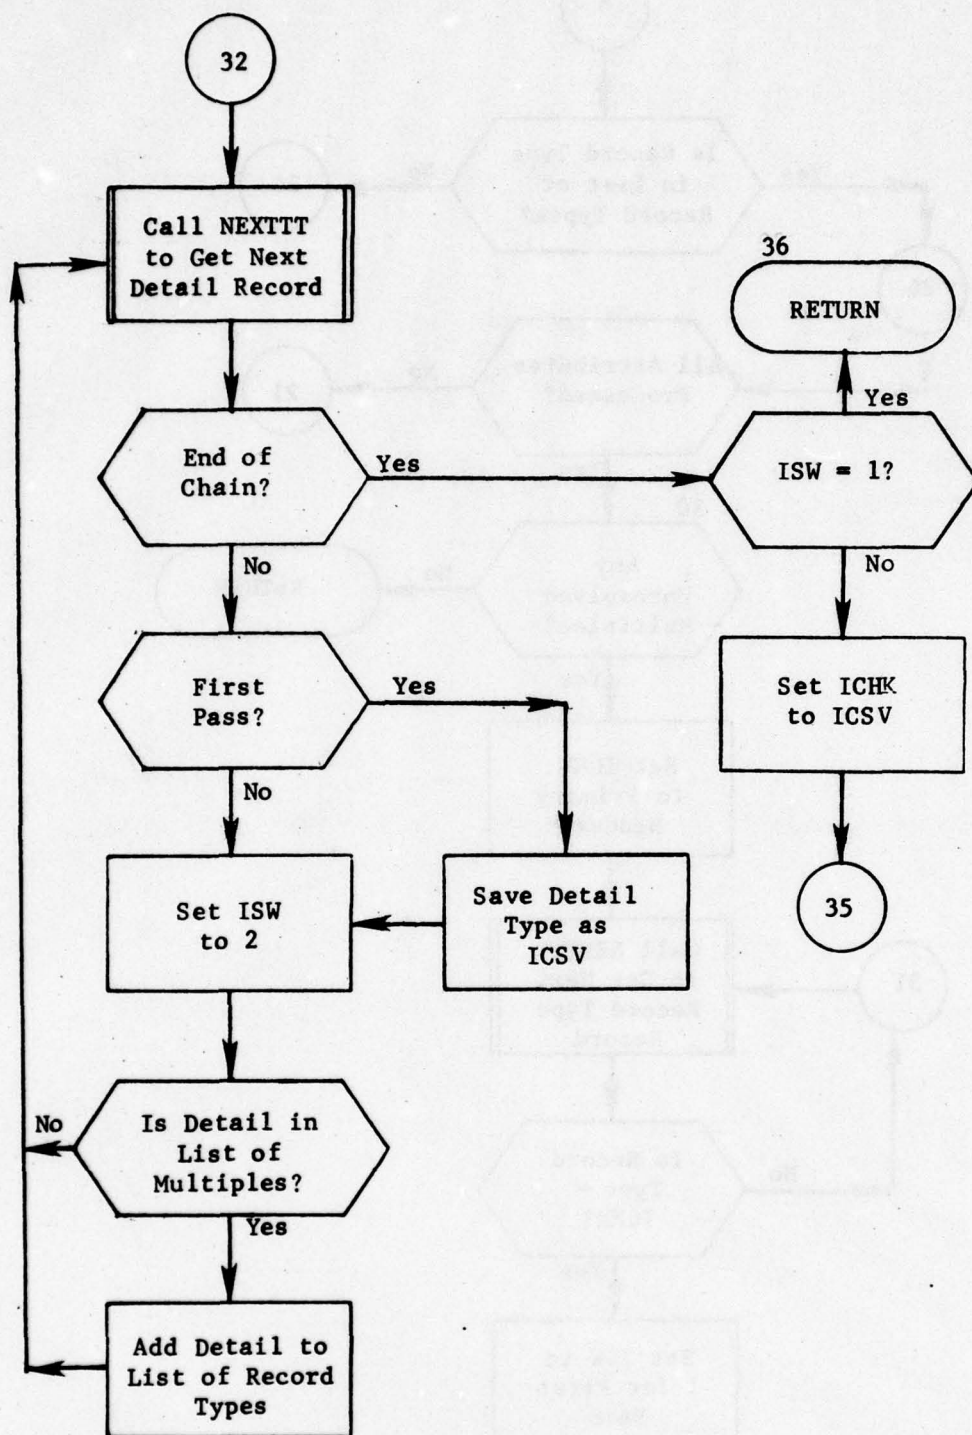 32
Call NEXTTT
to Get Next
Detail Record
36
RETURN
Yes
End of
Chain?
Yes
ISW = 1?
No
No
First
Pass?
Yes
Set ICHK
to ICSV
No
Set ISW
to 2
Save Detail
Type as
ICSV
35
No
Is Detail in
List of
Multiples?
Yes
Add Detail to
List of Record
Types